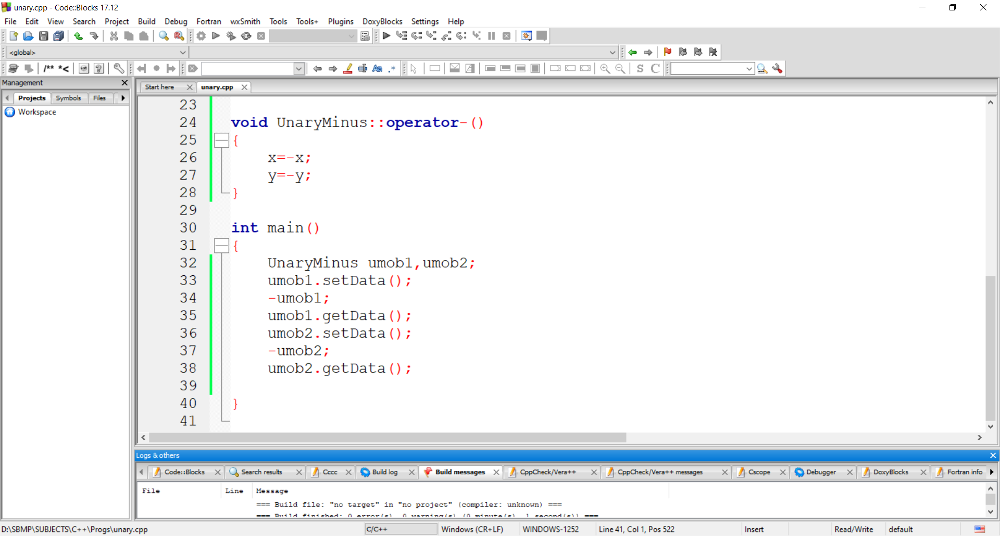 unary.cpp - Code::Blocks 17.12
File Edit View Search Project Build Debug Fortran wxSmith Tools Tools+ Plugins DoxyBlocks Settings Help
<global>
/** *<
Aa .* S C
Management
Projects Symbols Files
Workspace
Start here unary.cpp
23
24 void UnaryMinus::operator-()
25 {
26 x=-x;
27 y=-y;
28 }
29
30 int main()
31 {
32 UnaryMinus umob1,umob2;
33 umob1.setData();
34 -umob1;
35 umob1.getData();
36 umob2.setData();
37 -umob2;
38 umob2.getData();
39
40 }
41
Logs & others
Code::Blocks Search results Cccc Build log Build messages CppCheck/Vera++ CppCheck/Vera++ messages Cscope Debugger DoxyBlocks Fortran info
File Line Message
=== Build file: "no target" in "no project" (compiler: unknown) ===
=== Build finished: 0 error(s), 0 warning(s) (0 minute(s), 1 second(s)) ===
D:\SBMP\SUBJECTS\C++\Progs\unary.cpp C/C++ Windows (CR+LF) WINDOWS-1252 Line 41, Col 1, Pos 522 Insert Read/Write default